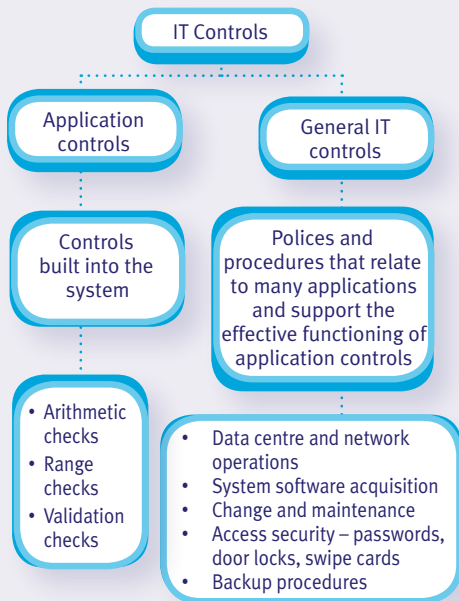 IT Controls
Application
controls
General IT
controls
Controls
built into the
system
Polices and
procedures that relate
to many applications
and support the
effective functioning of
application controls
• Arithmetic
checks
• Range
checks
• Validation
checks
• Data centre and network
operations
• System software acquisition
• Change and maintenance
• Access security – passwords,
door locks, swipe cards
• Backup procedures